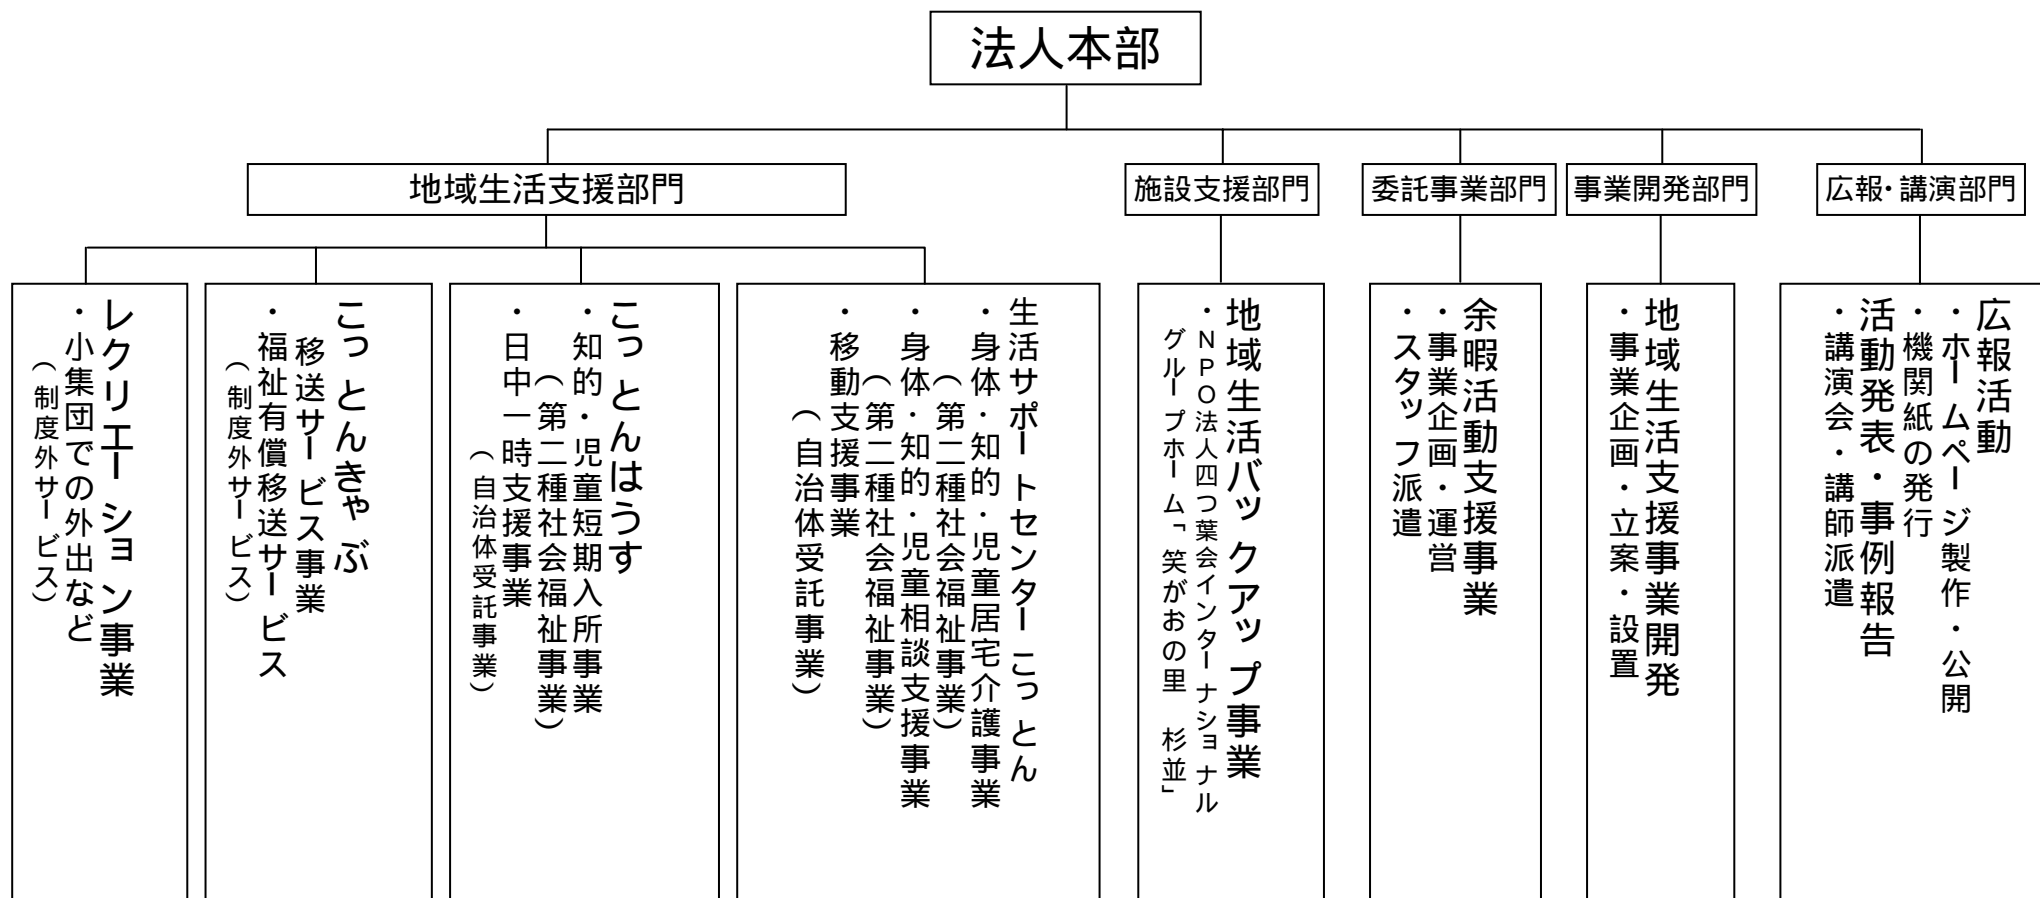 法人本部
地域生活支援部門
施設支援部門
委託事業部門
事業開発部門
広報・講演部門
レクリエーション事業
・小集団での外出など
（制度外サービス）
こっとんきゃぶ
移送サービス事業
・福祉有償移送サービス
（制度外サービス）
こっとんはうす
・知的・児童短期入所事業
（第二種社会福祉事業）
・日中一時支援事業
（自治体受託事業）
生活サポートセンターこっとん
・身体・知的・児童居宅介護事業
（第二種社会福祉事業）
・身体・知的・児童相談支援事業
（第二種社会福祉事業）
・移動支援事業
（自治体受託事業）
地域生活バックアップ事業
・ＮＰＯ法人四つ葉会インターナショナル
グループホーム「笑がおの里　杉並」
余暇活動支援事業
・事業企画・運営
・スタッフ派遣
地域生活支援事業開発
・事業企画・立案・設置
広報活動
・ホームページ製作・公開
・機関紙の発行
活動発表・事例報告
・講演会・講師派遣